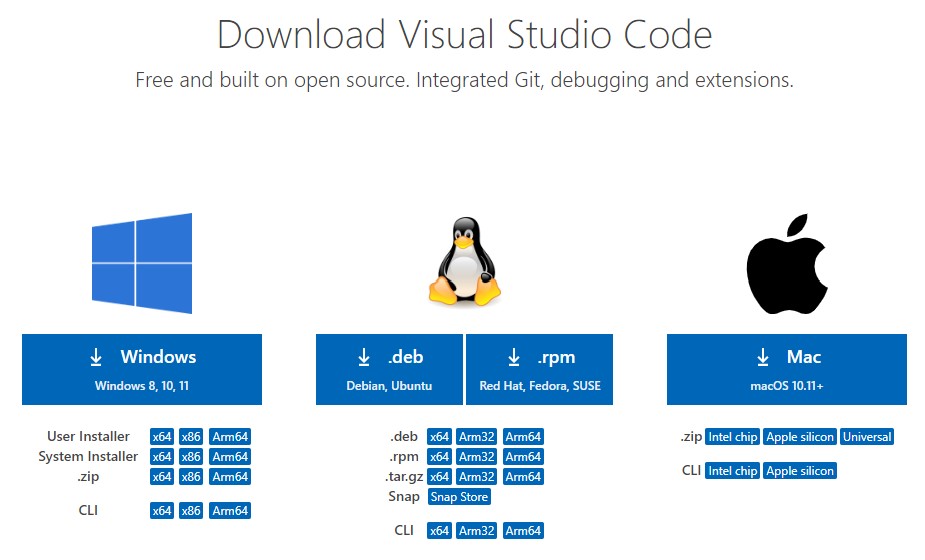 Download Visual Studio Code
Free and built on open source. Integrated Git, debugging and extensions.
Windows
Windows 8, 10, 11
User Installer x64 x86 Arm64
System Installer x64 x86 Arm64
.zip x64 x86 Arm64
CLI x64 x86 Arm64
.deb
Debian, Ubuntu
.rpm
Red Hat, Fedora, SUSE
.deb x64 Arm32 Arm64
.rpm x64 Arm32 Arm64
.tar.gz x64 Arm32 Arm64
Snap Snap Store
CLI x64 Arm32 Arm64
Mac
macOS 10.11+
.zip Intel chip Apple silicon Universal
CLI Intel chip Apple silicon